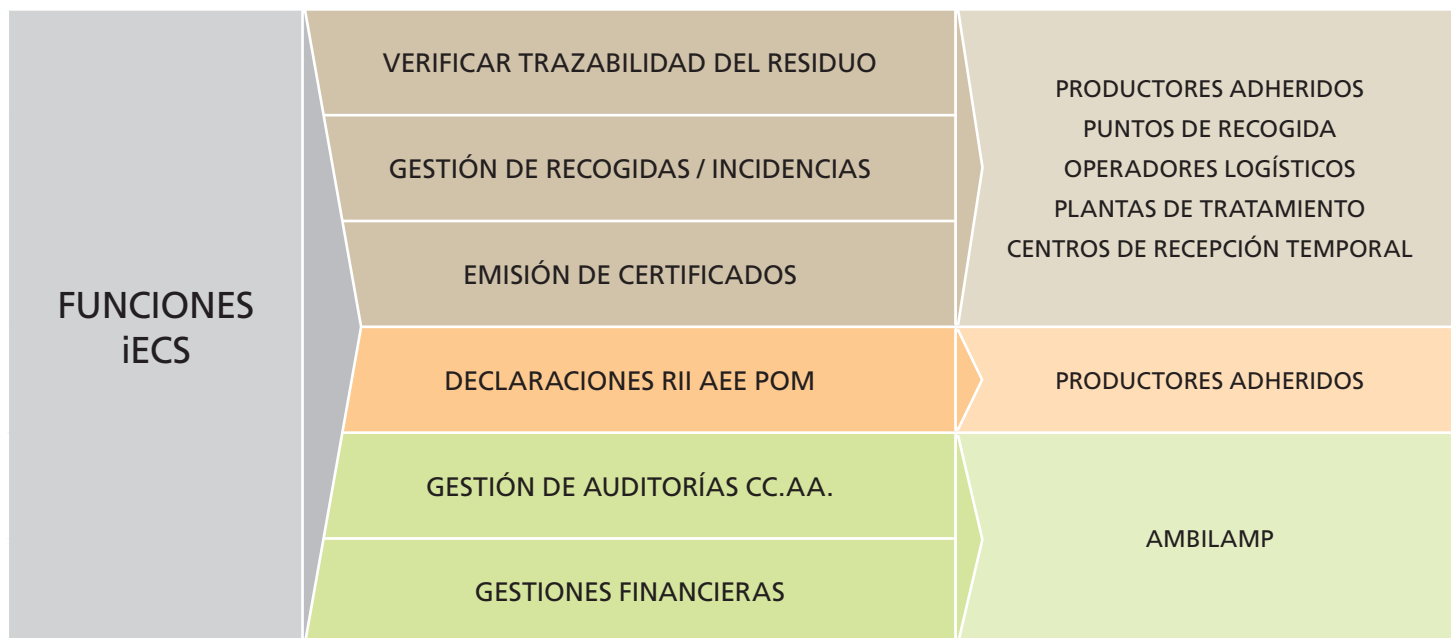 FUNCIONES
iECS
VERIFICAR TRAZABILIDAD DEL RESIDUO
GESTIÓN DE RECOGIDAS / INCIDENCIAS
EMISIÓN DE CERTIFICADOS
PRODUCTORES ADHERIDOS
PUNTOS DE RECOGIDA
OPERADORES LOGÍSTICOS
PLANTAS DE TRATAMIENTO
CENTROS DE RECEPCIÓN TEMPORAL
DECLARACIONES RII AEE POM
PRODUCTORES ADHERIDOS
GESTIÓN DE AUDITORÍAS CC.AA.
GESTIONES FINANCIERAS
AMBILAMP